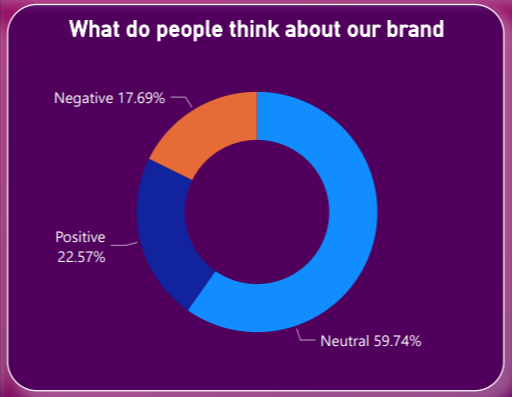 What do people think about our brand
Negative 17.69%
Positive
22.57%
Neutral 59.74%